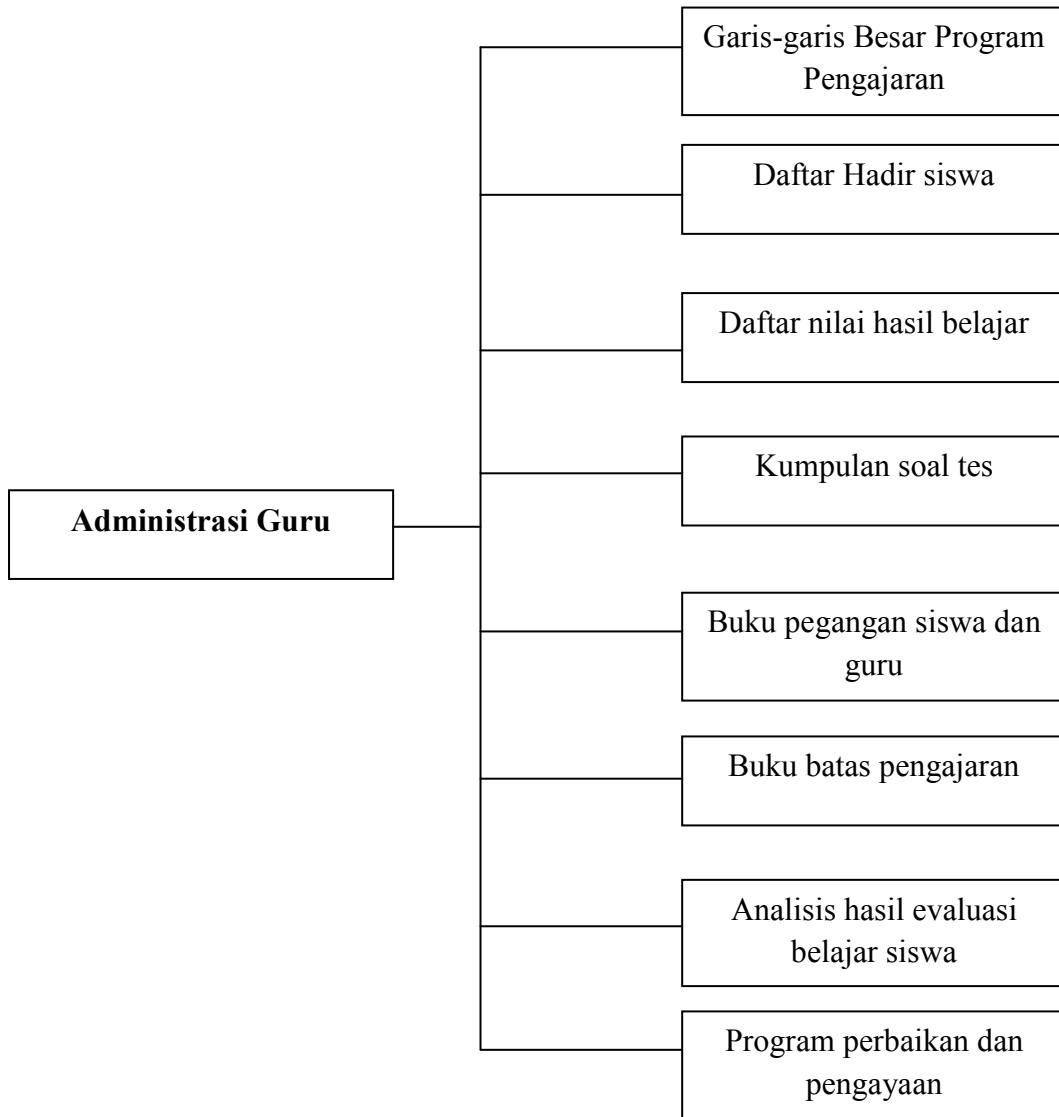 Garis-garis Besar Program
Pengajaran
Daftar Hadir siswa
Daftar nilai hasil belajar
Kumpulan soal tes
Administrasi Guru
Buku pegangan siswa dan
guru
Buku batas pengajaran
Analisis hasil evaluasi
belajar siswa
Program perbaikan dan
pengayaan